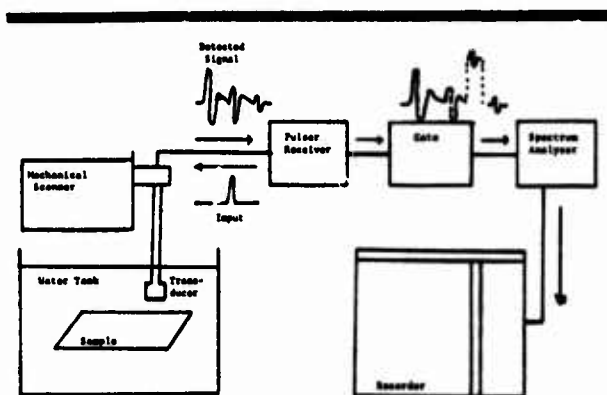 Detected
Signal
Pulser
Receiver
Gate
Spectrum
Analyzer
Mechanical
Scanner
Input
Water Tank
Trans-
ducer
Sample
Recorder